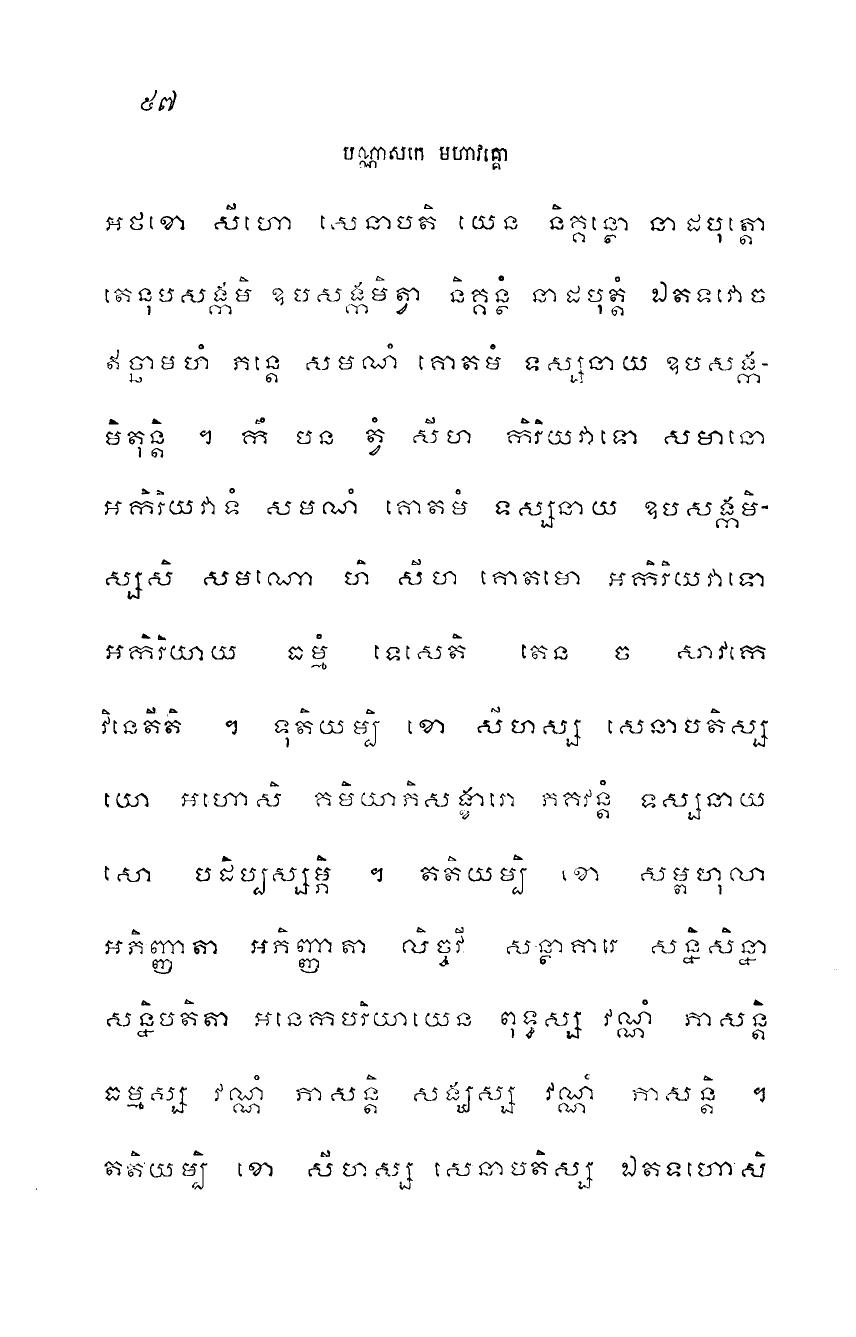 ៥៧
បណ្ណាសកេ មហាវគ្គោ
អថខោ សីហោ សេនាបតិ យេន និគ្គន្ថោ នាដបុត្តោ
តេនុបសង្កមិ ឧបសង្កមិត្វា និគ្គន្ថំ នាដបុត្តំ ឯតទវោច
ឥច្ឆាមហំ ភន្តេ សមណំ គោតមំ ទស្សនាយ ឧបសង្ក-
មិតុន្តិ ។ កឹ បន ត្វំ សីហ កិរិយវាទោ សមានោ
អកិរិយវាទំ សមណំ គោតមំ ទស្សនាយ ឧបសង្កមិ-
ស្សសិ សមណោ ហិ សីហ គោតមោ អកិរិយវាទោ
អកិរិយាយ ធម្មំ ទេសេតិ តេន ច សាវកេ
វិនេតីតិ ។ ទុតិយម្បិ ខោ សីហស្ស សេនាបតិស្ស
យោ អហោសិ គមិយាភិសង្ខារោ ភគវន្តំ ទស្សនាយ
សោ បដិប្បស្សម្ភិ ។ តតិយម្បិ ខោ សម្ពហុលា
អភិញ្ញាតា អភិញ្ញាតា លិច្ឆវី សន្ថាគារេ សន្និសិន្នា
សន្និបតិតា អនេកបរិយាយេន ពុទ្ធស្ស វណ្ណំ ភាសន្តិ
ធម្មស្ស វណ្ណំ ភាសន្តិ សង្ឃស្ស វណ្ណំ ភាសន្តិ ។
តតិយម្បិ ខោ សីហស្ស សេនាបតិស្ស ឯតទហោសិ